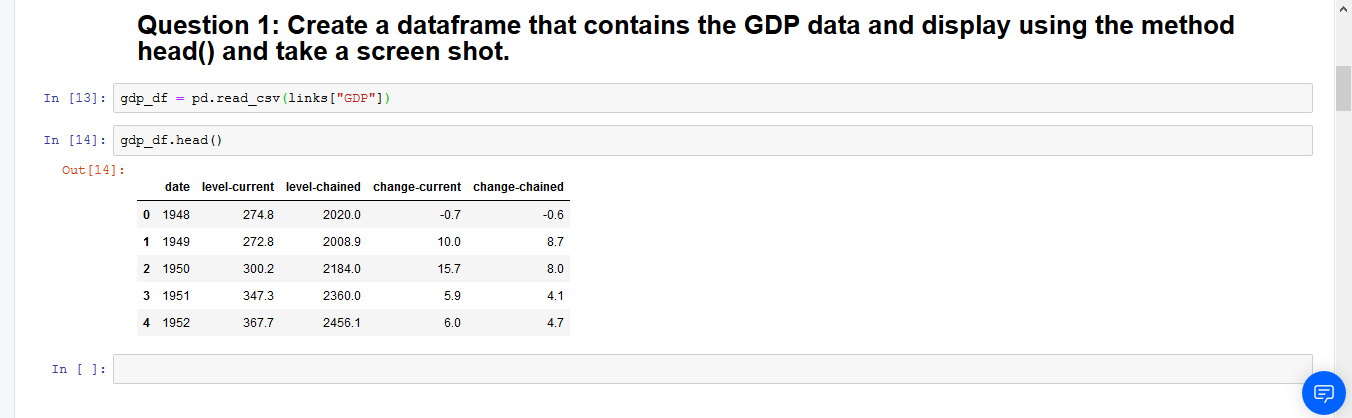 Question 1: Create a dataframe that contains the GDP data and display using the method
head() and take a screen shot.
In [13]: gdp_df = pd.read_csv(links["GDP"])
In [14]: gdp_df.head()
Out[14]:
date level-current level-chained change-current change-chained
0 1948 274.8 2020.0 -0.7 -0.6
1 1949 272.8 2008.9 10.0 8.7
2 1950 300.2 2184.0 15.7 8.0
3 1951 347.3 2360.0 5.9 4.1
4 1952 367.7 2456.1 6.0 4.7
In [ ]: